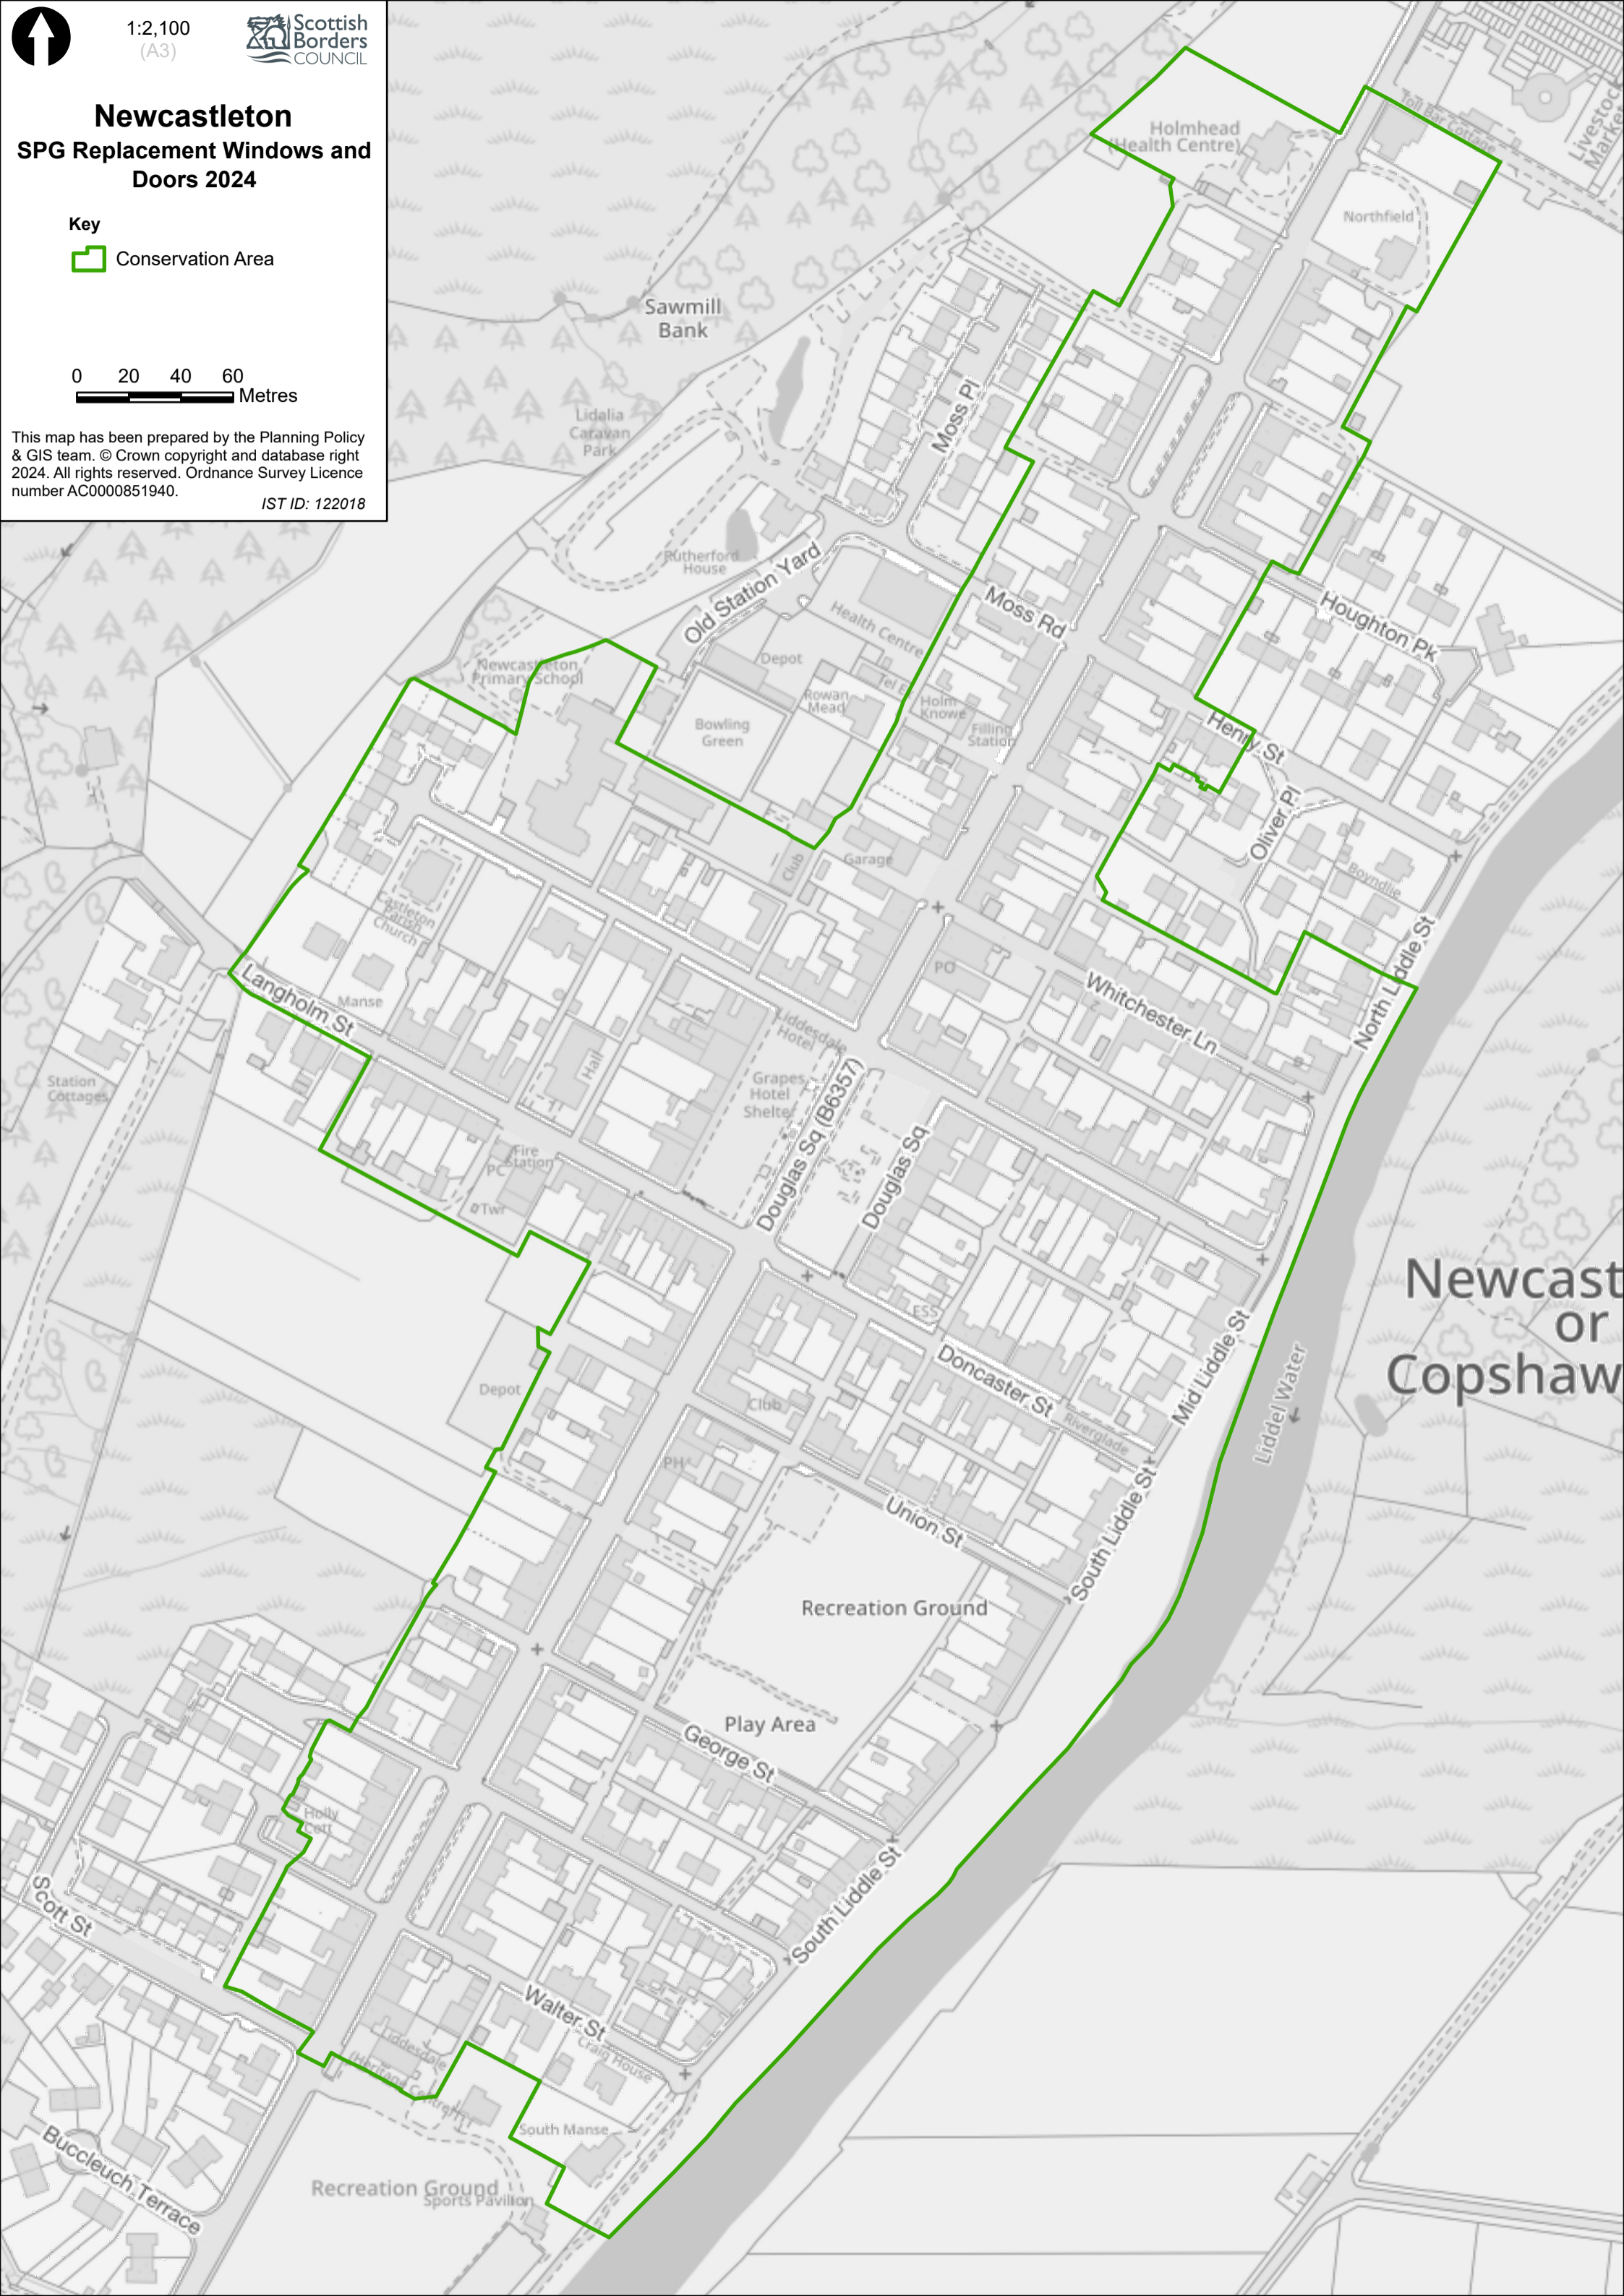 1:2,100
(A3)
Scottish
Borders
COUNCIL
Newcastleton
SPG Replacement Windows and
Doors 2024
Key
Conservation Area
0 20 40 60
Metres
This map has been prepared by the Planning Policy
& GIS team. © Crown copyright and database right
2024. All rights reserved. Ordnance Survey Licence
number AC0000851940.
IST ID: 122018
Toll Bar Cottage
Livestock
Holmhead
(Health Centre)
Northfield
Sawmill
Bank
Moss Pl
Lidalia
Caravan
Park
Rutherford
House
Old Station Yard
Health Centre
Moss Rd
Houghton Pk
Newcastleton
Primary School
Depot
Tel Ex
Rowan
Mead
Holm
Knowe
Bowling
Green
Filling
Station
Henry St
Oliver Pl
Boyndlie
Club
Garage
Castleton
Parish
Church
North Liddle St
PO
Whitchester Ln
Langholm St
Manse
Liddesdale
Hotel
Hall
Grapes
Hotel
Shelter
Station
Cottages
Douglas Sq (B6357)
Douglas Sq
Fire
Station
PC
Twr
Newcast
or
Copshaw
ESS
Doncaster St
Mid Liddle St
Liddel Water
Depot
Club
Riverglade
PH
Union St
South Liddle St
Recreation Ground
Play Area
George St
Holly
Cott
South Liddle St
Scott St
Walter St
Craig House
Liddesdale
(Heritage Centre)
South Manse
Buccleuch Terrace
Recreation Ground
Sports Pavilion